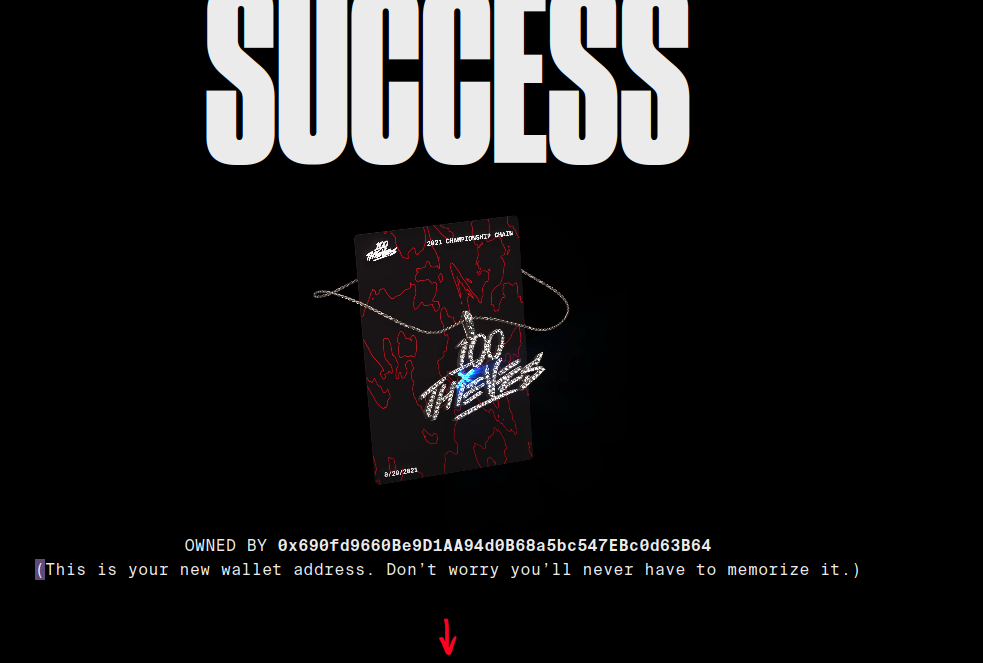 SUCCESS
100
THIEVES
2021 CHAMPIONSHIP CHAIN
100
THIEVES
8/20/2021
OWNED BY 0x690fd9660Be9D1AA94d0B68a5bc547EBc0d63B64
(This is your new wallet address. Don’t worry you’ll never have to memorize it.)